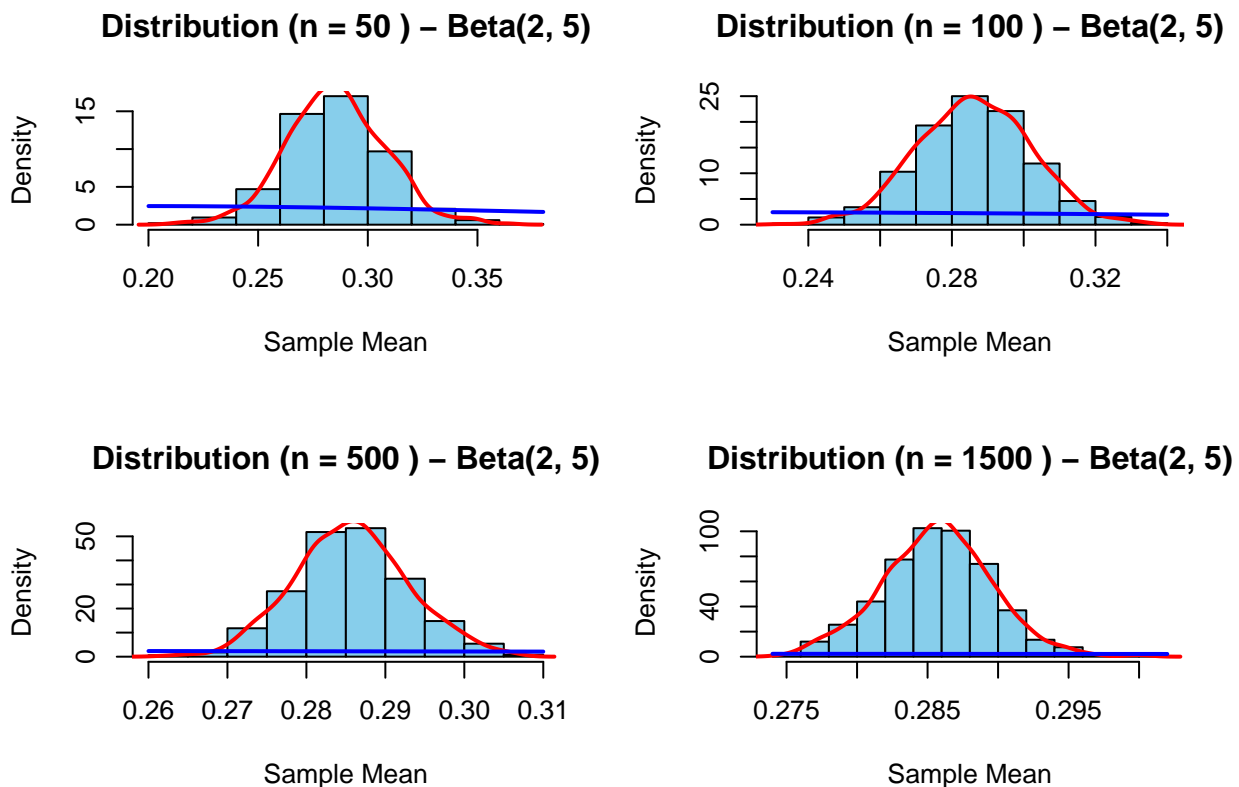 Distribution (n = 50 ) − Beta(2, 5)
Density
0 5 15
0.20 0.25 0.30 0.35
Sample Mean
Distribution (n = 100 ) − Beta(2, 5)
Density
0 10 25
0.24 0.28 0.32
Sample Mean
Distribution (n = 500 ) − Beta(2, 5)
Density
0 20 50
0.26 0.27 0.28 0.29 0.30 0.31
Sample Mean
Distribution (n = 1500 ) − Beta(2, 5)
Density
0 40 100
0.275 0.285 0.295
Sample Mean